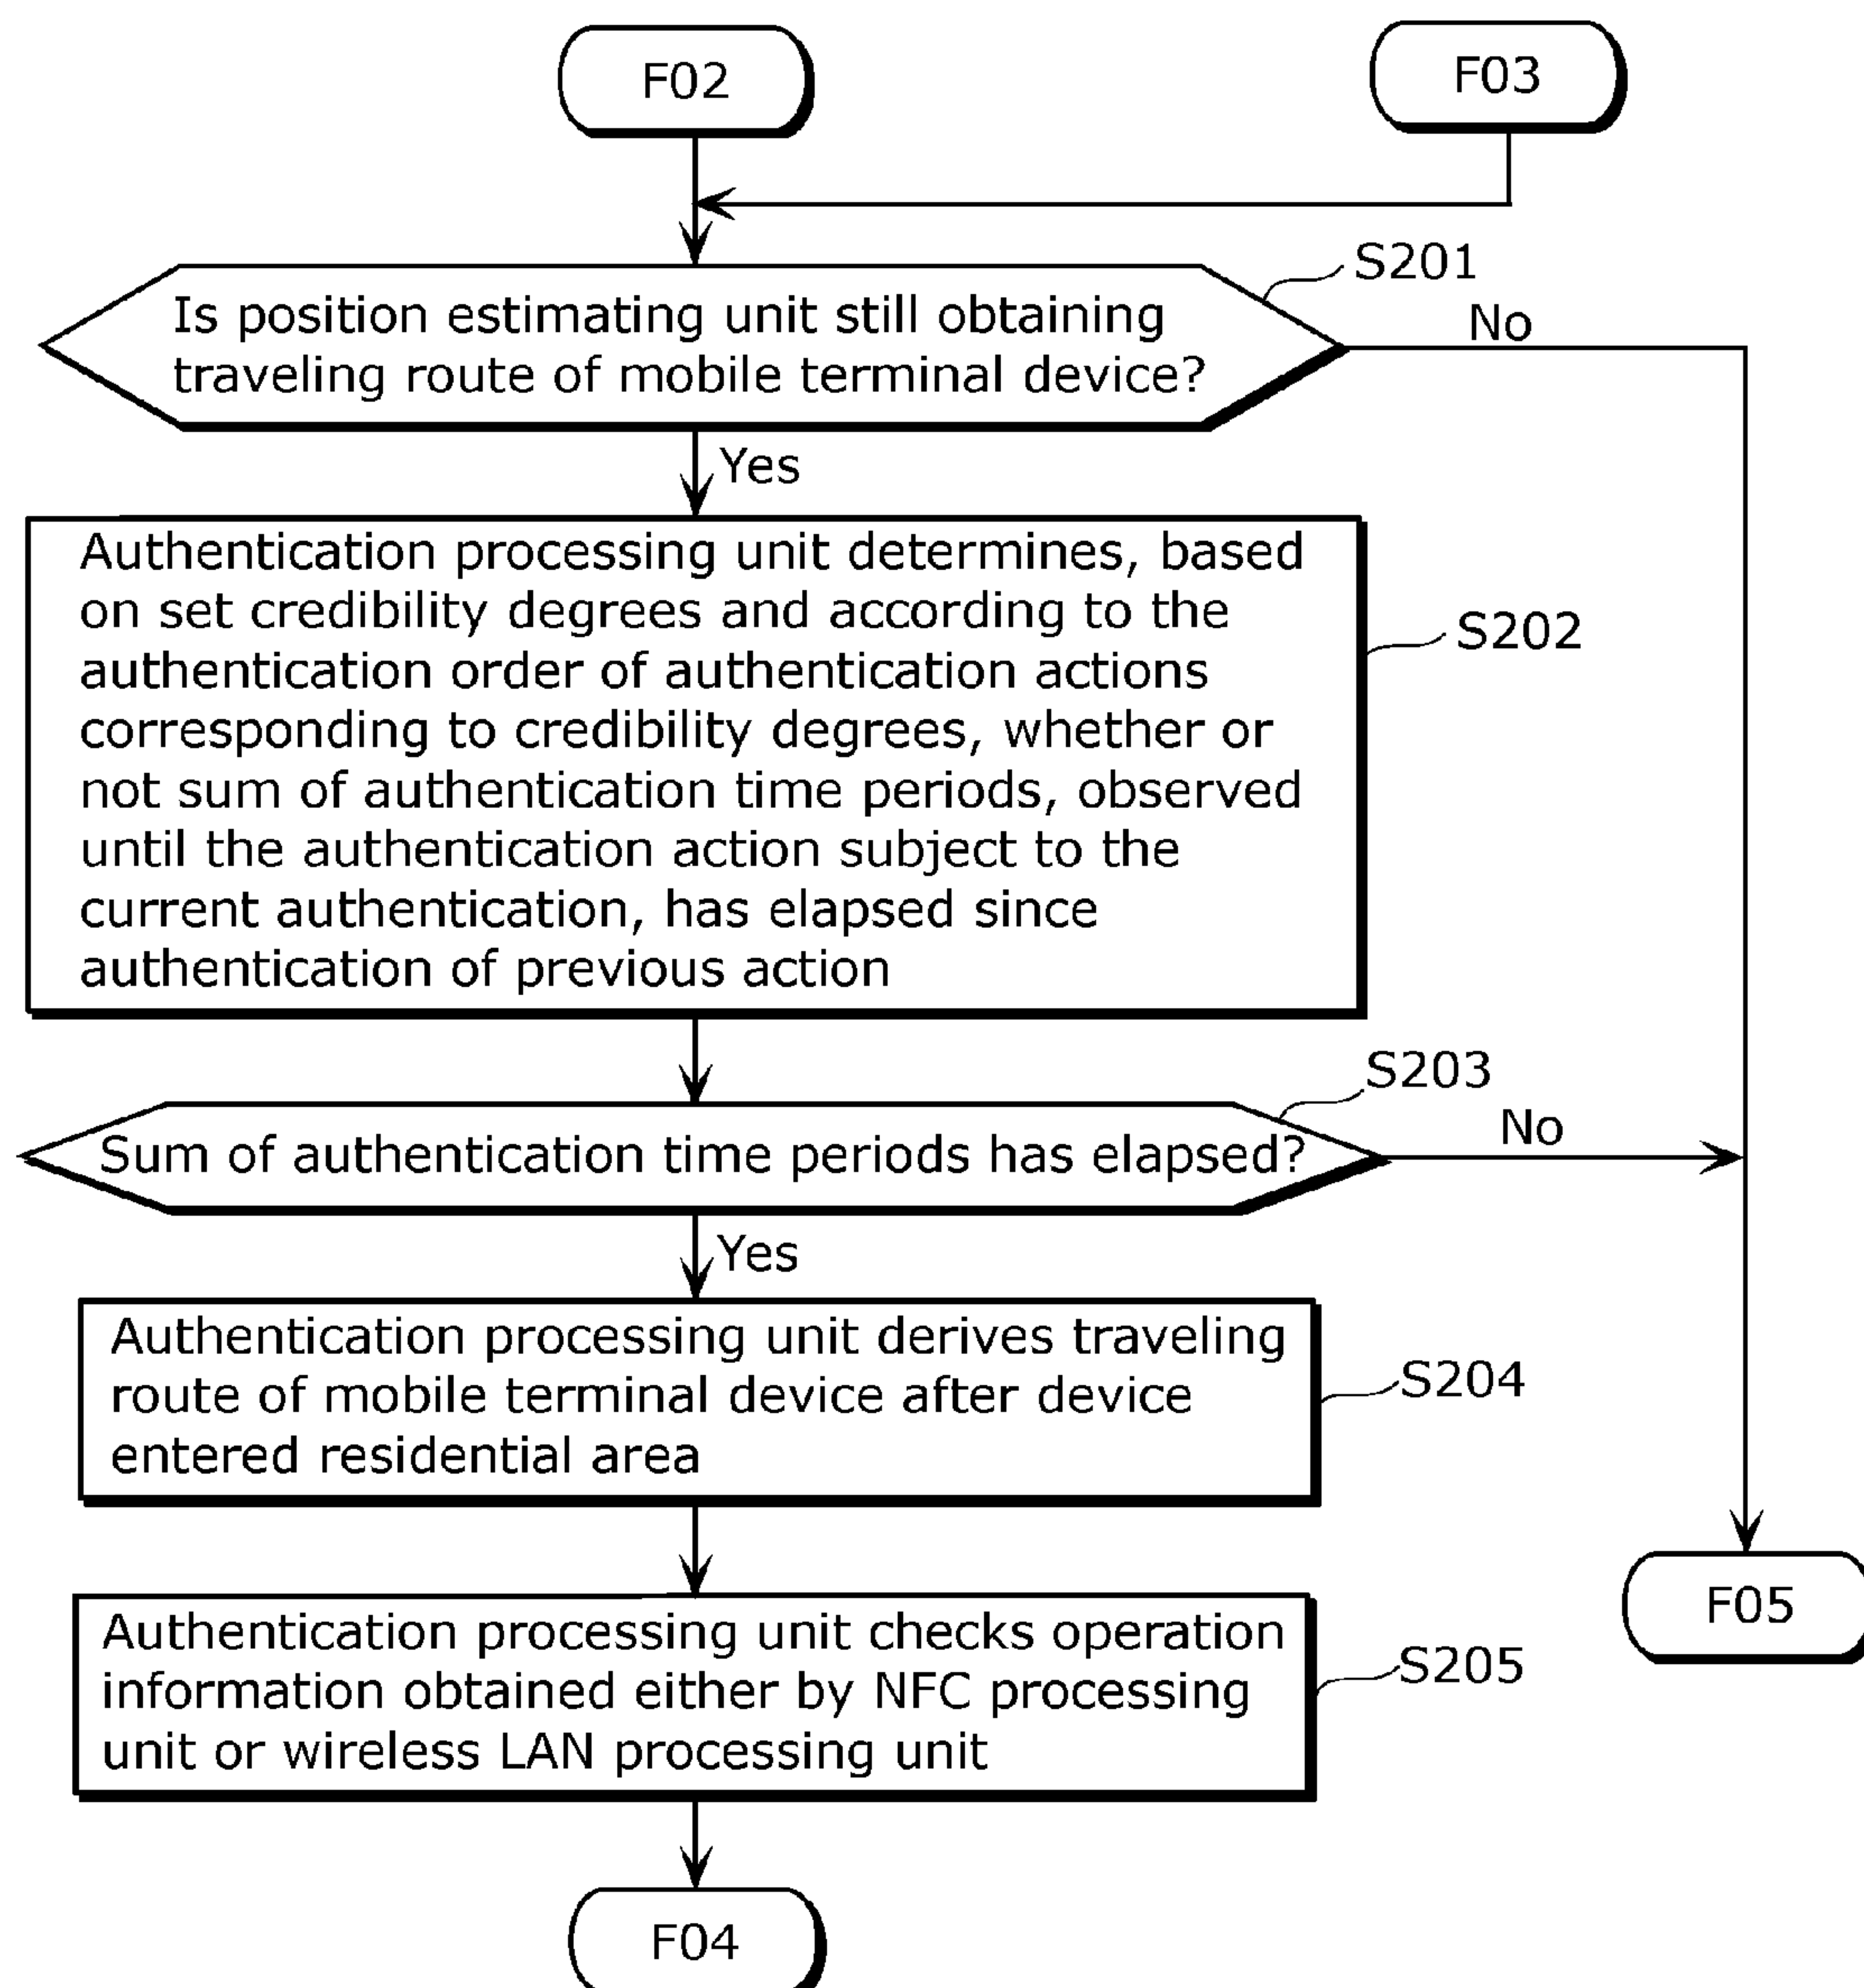 F02
F03
S201
Is position estimating unit still obtaining
traveling route of mobile terminal device?
No
Yes
Authentication processing unit determines, based
on set credibility degrees and according to the
authentication order of authentication actions
corresponding to credibility degrees, whether or
not sum of authentication time periods, observed
until the authentication action subject to the
current authentication, has elapsed since
authentication of previous action
S202
S203
Sum of authentication time periods has elapsed?
No
Yes
Authentication processing unit derives traveling
route of mobile terminal device after device
entered residential area
S204
Authentication processing unit checks operation
information obtained either by NFC processing
unit or wireless LAN processing unit
S205
F05
F04